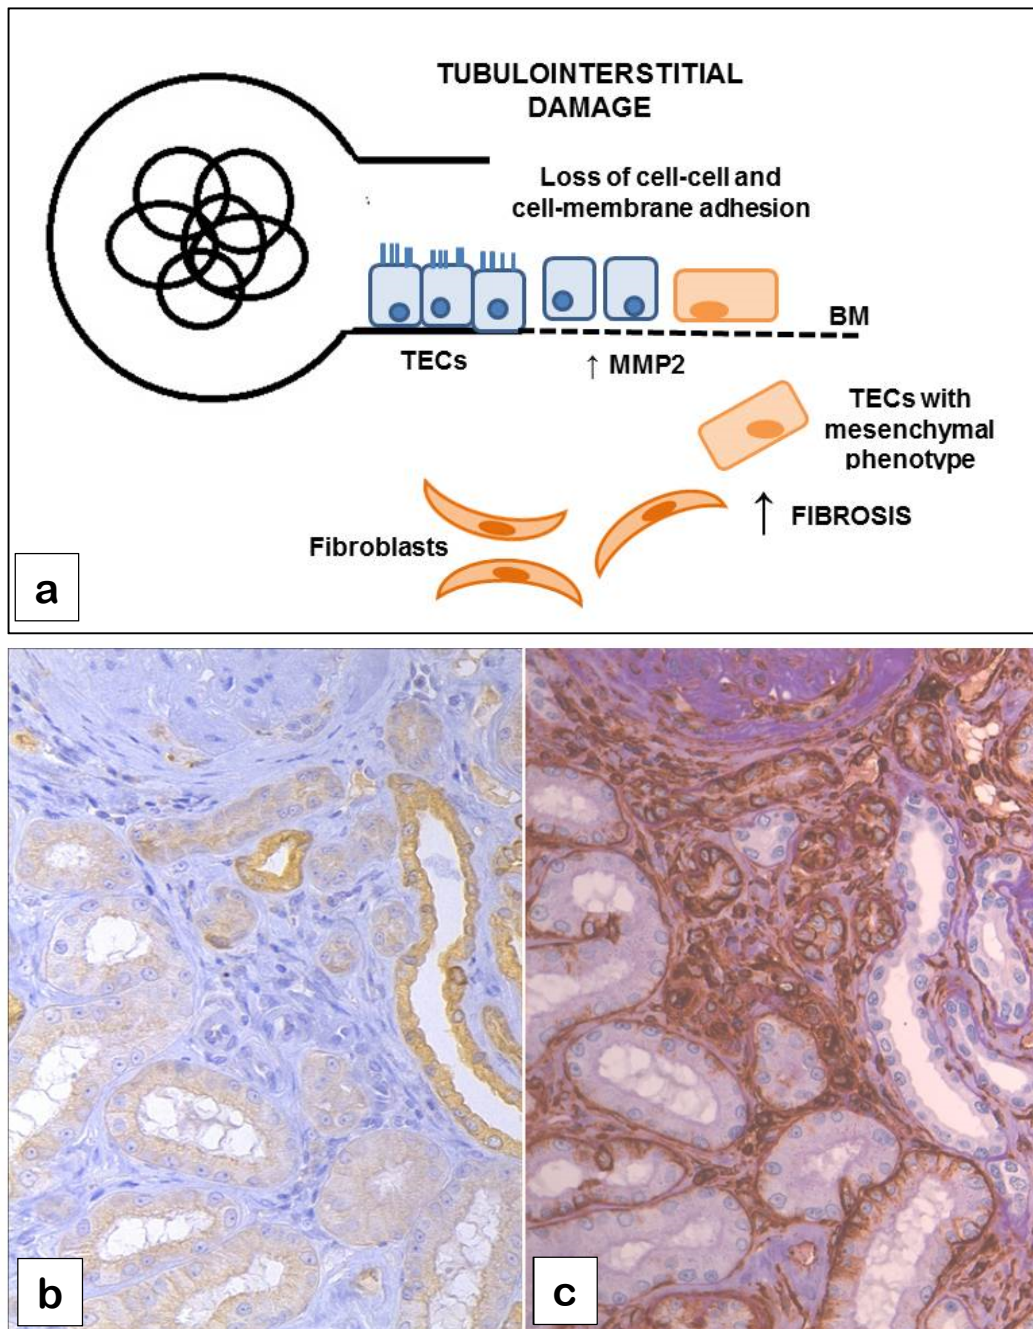 TUBULOINTERSTITIAL
DAMAGE
Loss of cell-cell and
cell-membrane adhesion
BM
TECs
↑ MMP2
TECs with
mesenchymal
phenotype
↑ FIBROSIS
Fibroblasts
a
b
c